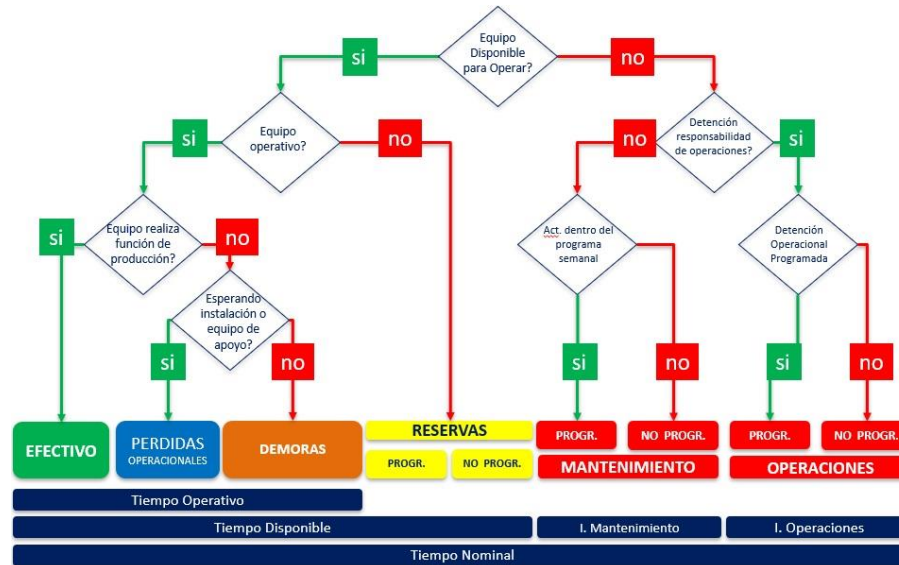 Equipo
Disponible
para Operar?
si
no
Equipo
operativo?
si
no
Detención
responsabilidad
de operaciones?
no
si
Equipo realiza
función de
producción?
si
no
Act. dentro del
programa
semanal
Detención
Operacional
Programada
Esperando
instalación o
equipo de
apoyo?
si
no
si
no
si
no
EFECTIVO
PERDIDAS
OPERACIONALES
DEMORAS
RESERVAS
PROGR.
NO PROGR.
PROGR.
NO PROGR.
MANTENIMIENTO
PROGR.
NO PROGR.
OPERACIONES
Tiempo Operativo
Tiempo Disponible
I. Mantenimiento
I. Operaciones
Tiempo Nominal